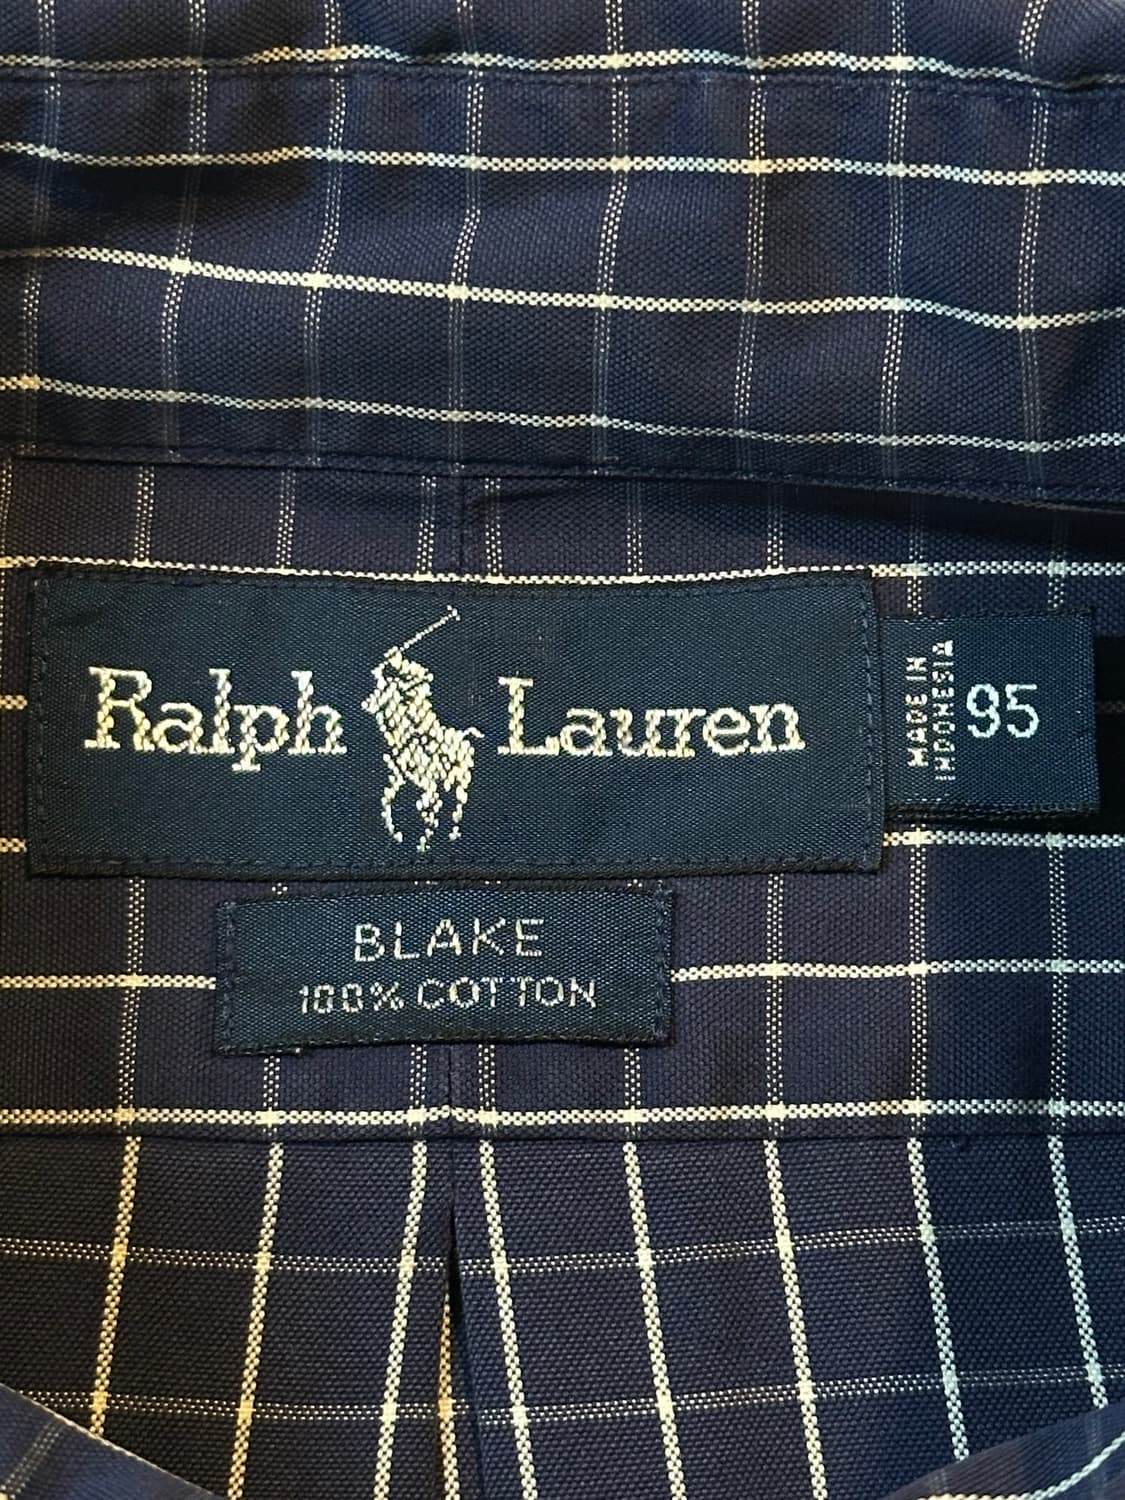 Ralph Lauren
MADE IN
INDONESIA
95
BLAKE
100% COTTON